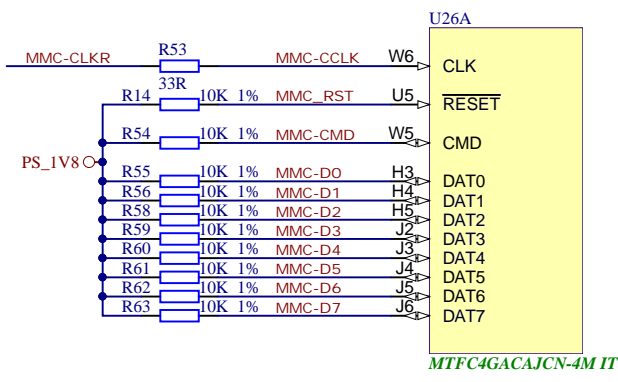 U26A
MMC-CLKR R53 MMC-CCLK W6 CLK
33R
R14 10K 1% MMC_RST U5 RESET
R54 10K 1% MMC-CMD W5 CMD
PS_1V8
R55 10K 1% MMC-D0 H3 DAT0
R56 10K 1% MMC-D1 H4 DAT1
R58 10K 1% MMC-D2 H5 DAT2
R59 10K 1% MMC-D3 J2 DAT3
R60 10K 1% MMC-D4 J3 DAT4
R61 10K 1% MMC-D5 J4 DAT5
R62 10K 1% MMC-D6 J5 DAT6
R63 10K 1% MMC-D7 J6 DAT7
MTFC4GACAJCN-4M IT